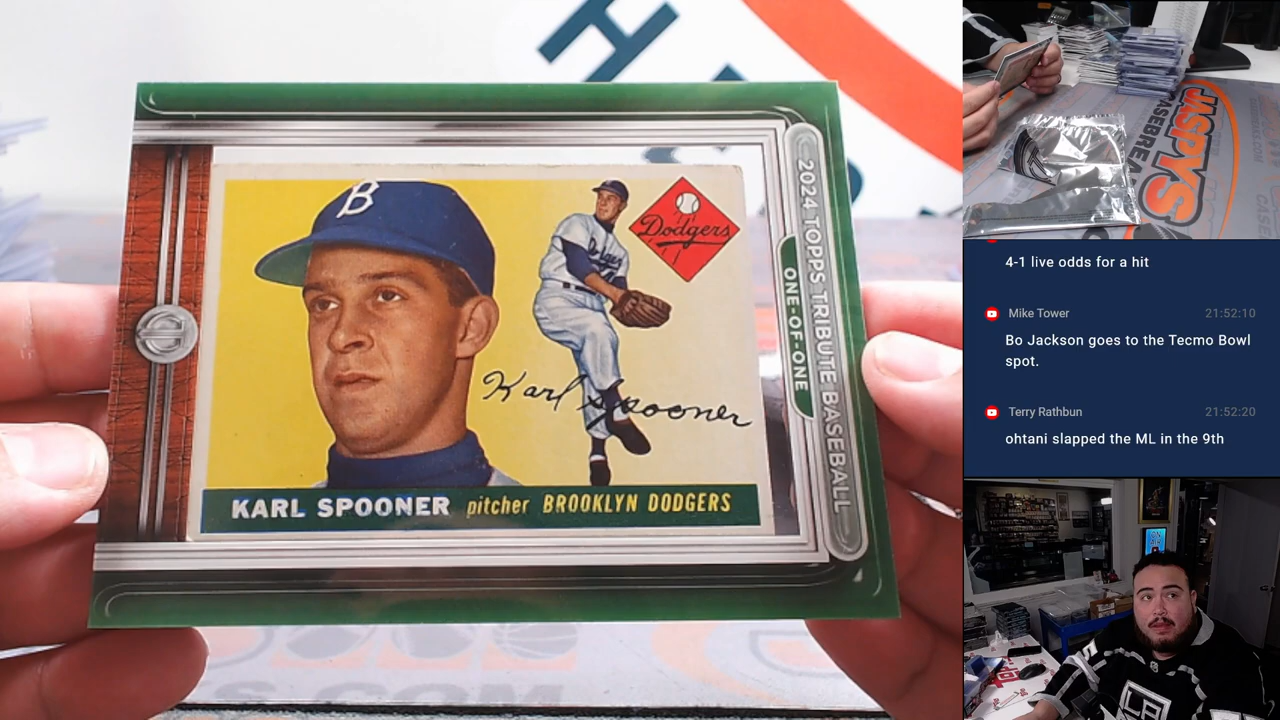 B
Dodgers
Karl Spooner
KARL SPOONER pitcher BROOKLYN DODGERS
2024 TOPPS TRIBUTE BASEBALL
ONE-OF-ONE
JASPYS
4-1 live odds for a hit
Mike Tower 21:52:10
Bo Jackson goes to the Tecmo Bowl
spot.
Terry Rathbun 21:52:20
ohtani slapped the ML in the 9th
LA